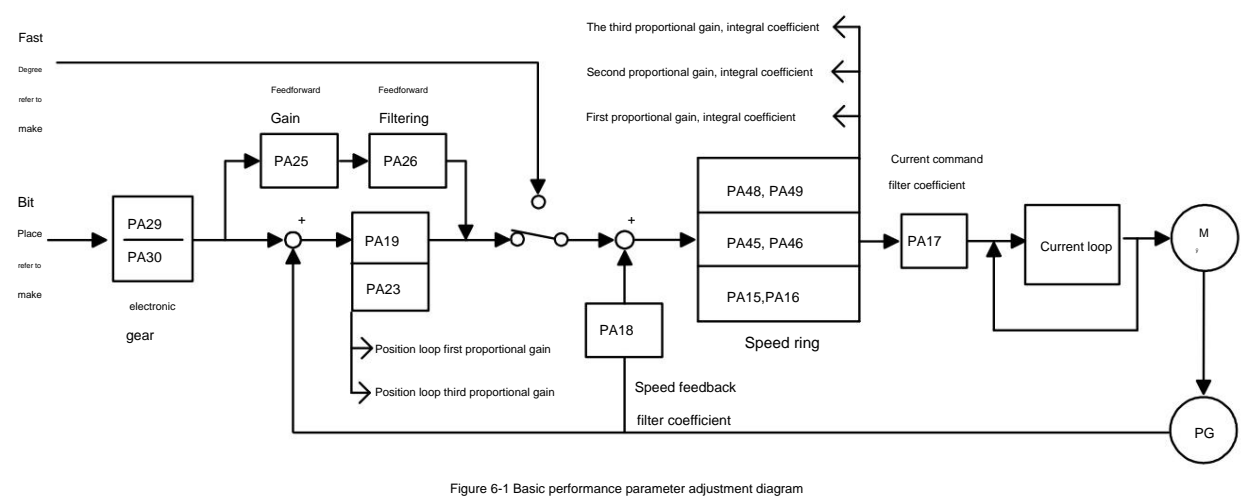 The third proportional gain, integral coefficient
Fast
Degree
refer to
make
Second proportional gain, integral coefficient
First proportional gain, integral coefficient
Feedforward
Gain
Feedforward
Filtering
PA25
PA26
Current command
filter coefficient
Bit
Place
refer to
make
PA29
PA30
electronic
gear
+
PA19
PA23
+
PA48, PA49
PA45, PA46
PA15,PA16
Speed ring
PA17
Current loop
M
PA18
Position loop first proportional gain
Position loop third proportional gain
Speed feedback
filter coefficient
PG
Figure 6-1 Basic performance parameter adjustment diagram